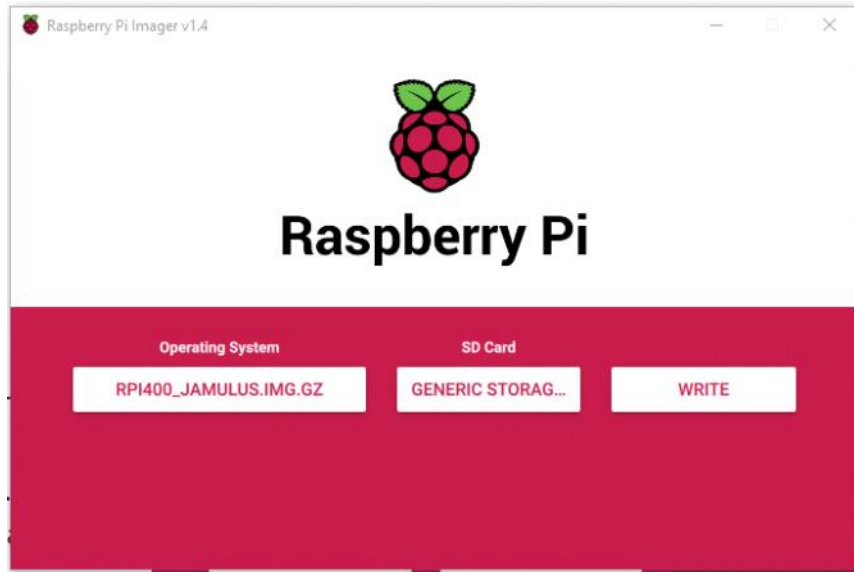 Raspberry Pi Imager v1.4
Raspberry Pi
Operating System
SD Card
RPI400_JAMULUS.IMG.GZ
GENERIC STORAG...
WRITE